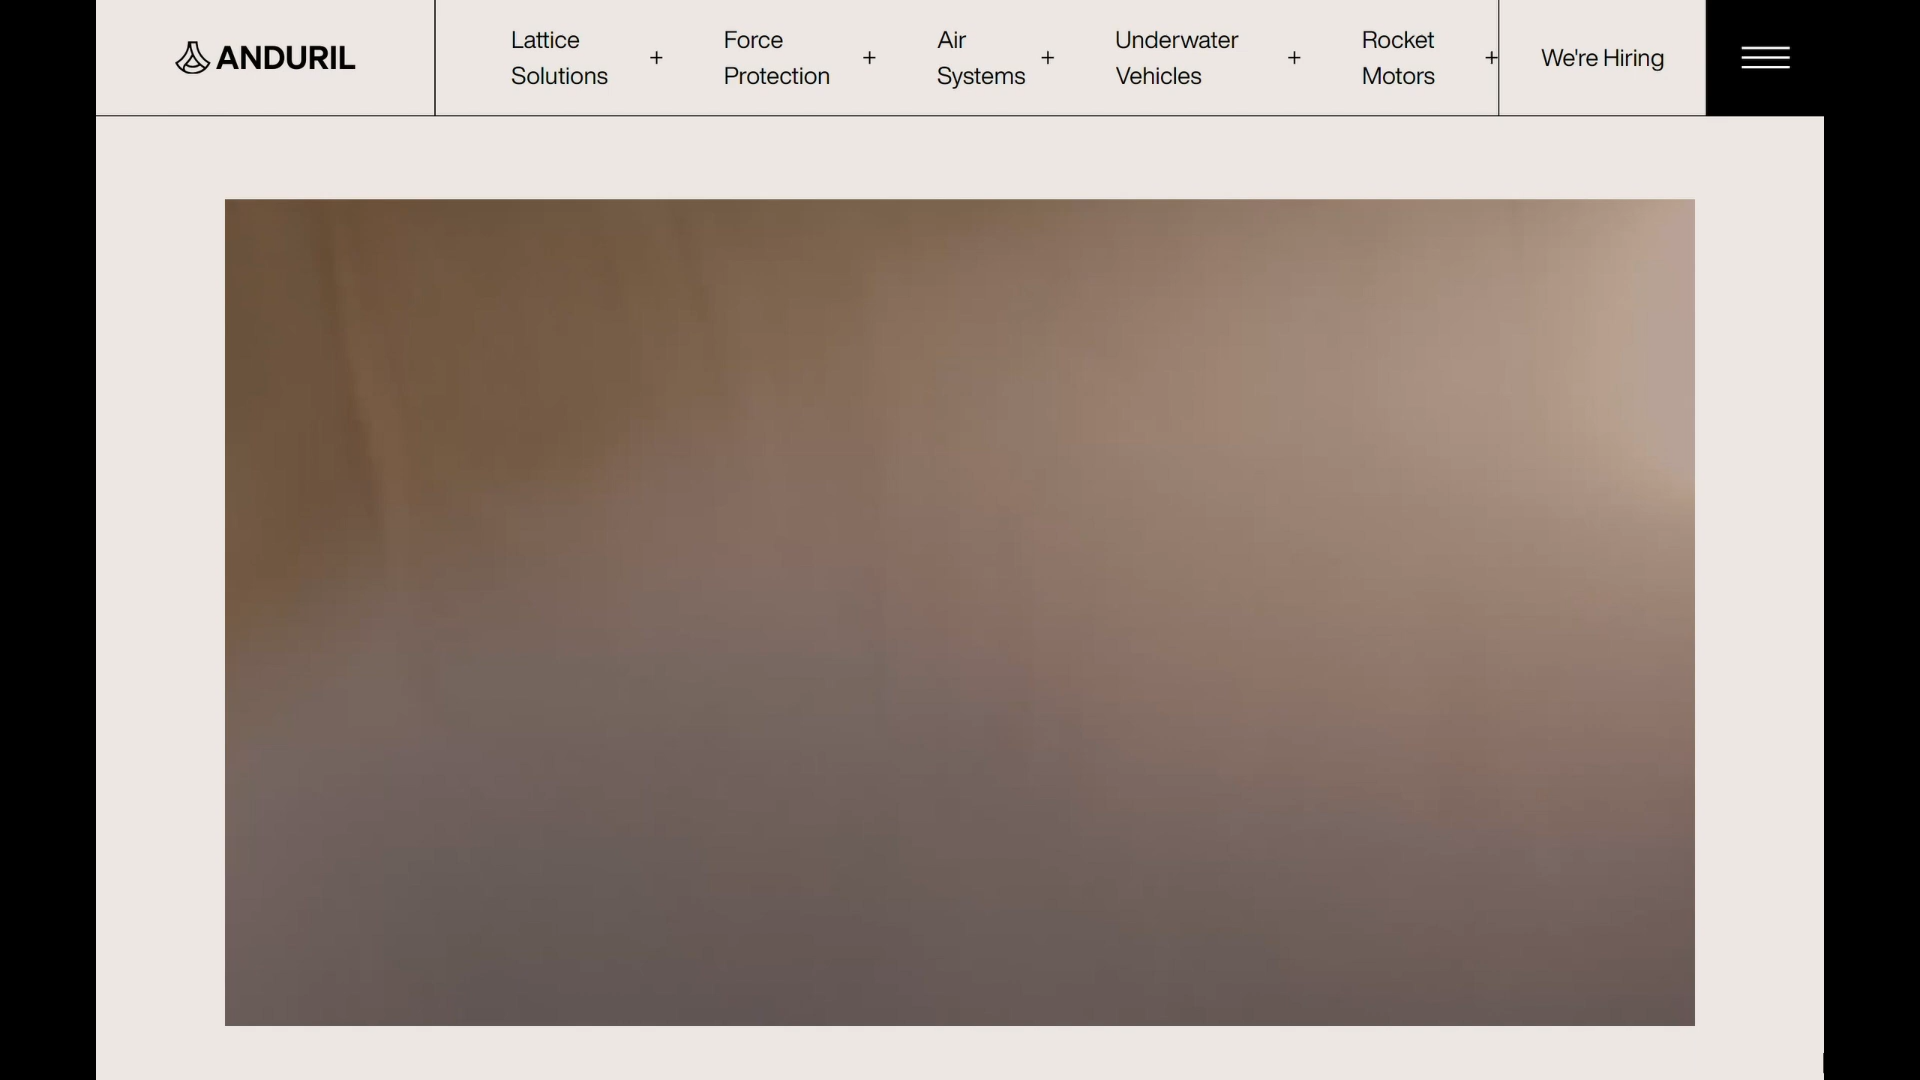 ANDURIL
Lattice
Solutions
+
Force
Protection
+
Air
Systems
+
Underwater
Vehicles
+
Rocket
Motors
+
We're Hiring